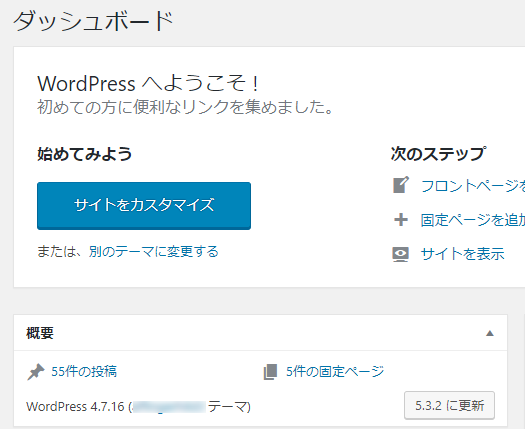 ダッシュボード
WordPress へようこそ !
初めての方に便利なリンクを集めました。
始めてみよう
サイトをカスタマイズ
または、別のテーマに変更する
次のステップ
フロントページを
固定ページを追加
サイトを表示
概要
55件の投稿
5件の固定ページ
WordPress 4.7.16 ( テーマ)
5.3.2 に更新